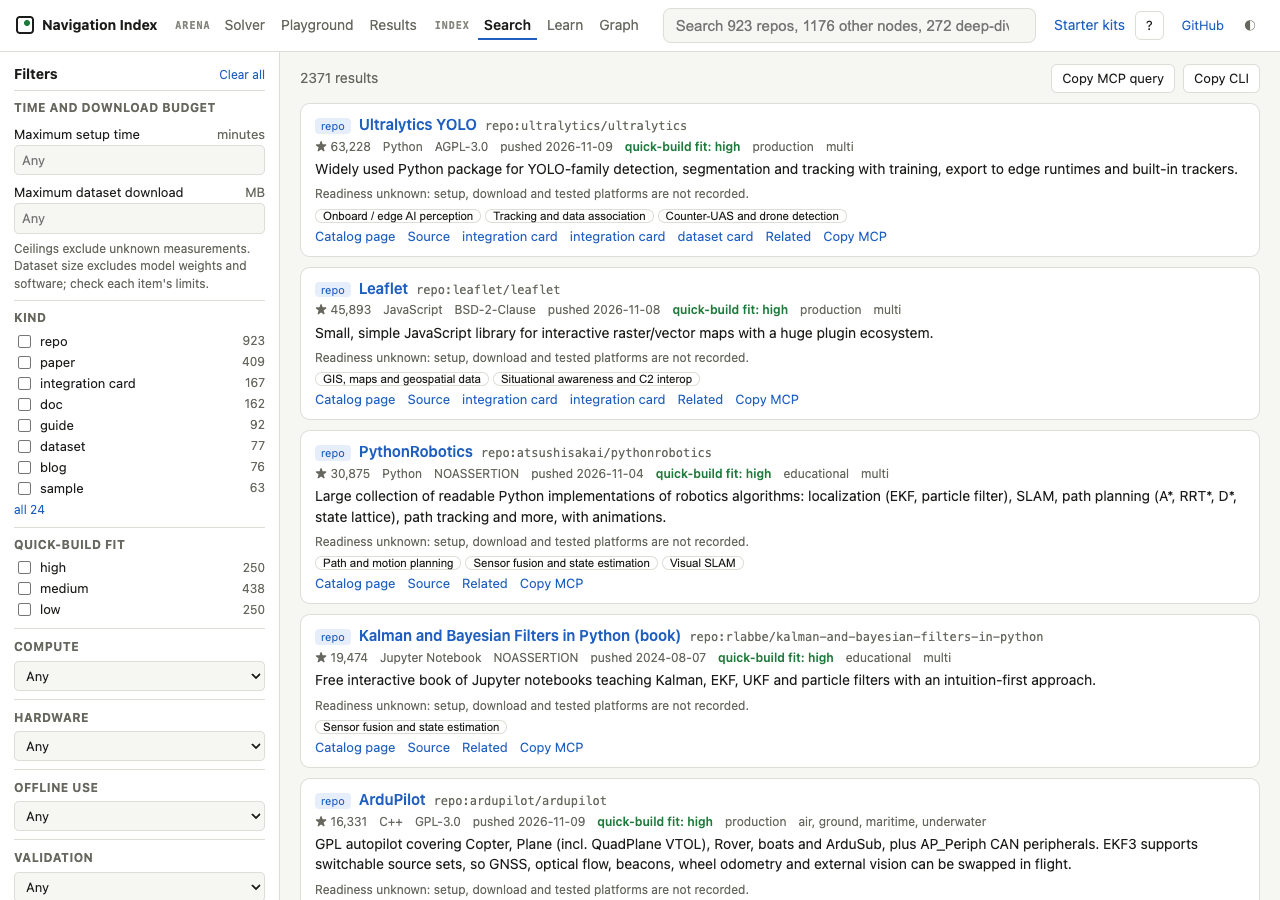 Navigation Index ARENA Solver Playground Results INDEX Search Learn Graph Search 923 repos, 1176 other nodes, 272 deep-div Starter kits ? GitHub
Filters Clear all
TIME AND DOWNLOAD BUDGET
Maximum setup time minutes
Any
Maximum dataset download MB
Any
Ceilings exclude unknown measurements.
Dataset size excludes model weights and
software; check each item's limits.
KIND
repo 923
paper 409
integration card 167
doc 162
guide 92
dataset 77
blog 76
sample 63
all 24
QUICK-BUILD FIT
high 250
medium 438
low 250
COMPUTE
Any
HARDWARE
Any
OFFLINE USE
Any
VALIDATION
Any
2371 results Copy MCP query Copy CLI
repo Ultralytics YOLO repo:ultralytics/ultralytics
★ 63,228 Python AGPL-3.0 pushed 2026-11-09 quick-build fit: high production multi
Widely used Python package for YOLO-family detection, segmentation and tracking with training, export to edge runtimes and built-in trackers.
Readiness unknown: setup, download and tested platforms are not recorded.
Onboard / edge AI perception Tracking and data association Counter-UAS and drone detection
Catalog page Source integration card integration card dataset card Related Copy MCP
repo Leaflet repo:leaflet/leaflet
★ 45,893 JavaScript BSD-2-Clause pushed 2026-11-08 quick-build fit: high production multi
Small, simple JavaScript library for interactive raster/vector maps with a huge plugin ecosystem.
Readiness unknown: setup, download and tested platforms are not recorded.
GIS, maps and geospatial data Situational awareness and C2 interop
Catalog page Source integration card integration card Related Copy MCP
repo PythonRobotics repo:atsushisakai/pythonrobotics
★ 30,875 Python NOASSERTION pushed 2026-11-04 quick-build fit: high educational multi
Large collection of readable Python implementations of robotics algorithms: localization (EKF, particle filter), SLAM, path planning (A*, RRT*, D*,
state lattice), path tracking and more, with animations.
Readiness unknown: setup, download and tested platforms are not recorded.
Path and motion planning Sensor fusion and state estimation Visual SLAM
Catalog page Source Related Copy MCP
repo Kalman and Bayesian Filters in Python (book) repo:rlabbe/kalman-and-bayesian-filters-in-python
★ 19,474 Jupyter Notebook NOASSERTION pushed 2024-08-07 quick-build fit: high educational multi
Free interactive book of Jupyter notebooks teaching Kalman, EKF, UKF and particle filters with an intuition-first approach.
Readiness unknown: setup, download and tested platforms are not recorded.
Sensor fusion and state estimation
Catalog page Source Related Copy MCP
repo ArduPilot repo:ardupilot/ardupilot
★ 16,331 C++ GPL-3.0 pushed 2026-11-09 quick-build fit: high production air, ground, maritime, underwater
GPL autopilot covering Copter, Plane (incl. QuadPlane VTOL), Rover, boats and ArduSub, plus AP_Periph CAN peripherals. EKF3 supports
switchable source sets, so GNSS, optical flow, beacons, wheel odometry and external vision can be swapped in flight.
Readiness unknown: setup, download and tested platforms are not recorded.